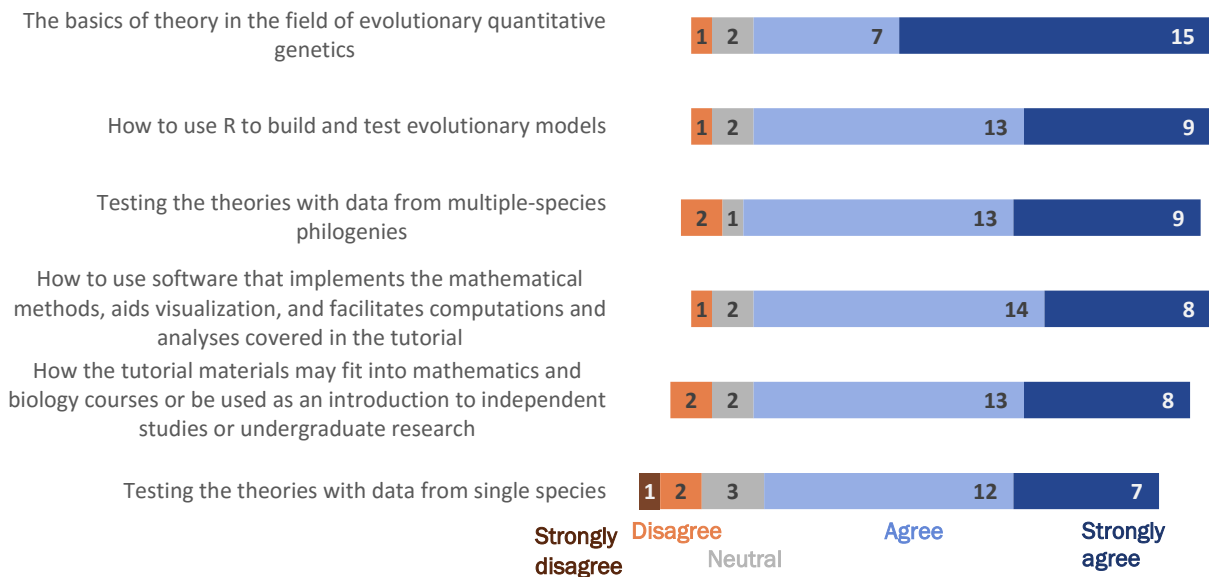 The basics of theory in the field of evolutionary quantitative
genetics
1 2 7 15
How to use R to build and test evolutionary models
1 2 13 9
Testing the theories with data from multiple-species
philogenies
2 1 13 9
How to use software that implements the mathematical
methods, aids visualization, and facilitates computations and
analyses covered in the tutorial
1 2 14 8
How the tutorial materials may fit into mathematics and
biology courses or be used as an introduction to independent
studies or undergraduate research
2 2 13 8
Testing the theories with data from single species
1 2 3 12 7
Strongly
disagree
Disagree
Neutral
Agree
Strongly
agree